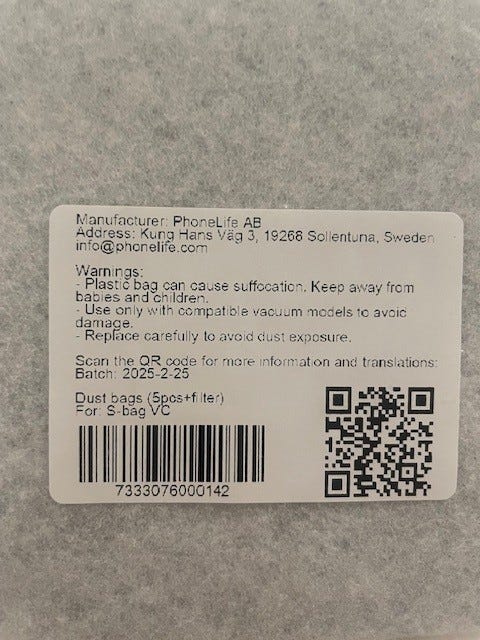 Manufacturer: PhoneLife AB
Address: Kung Hans Väg 3, 19268 Sollentuna, Sweden
info@phonelife.com
Warnings:
- Plastic bag can cause suffocation. Keep away from
babies and children.
- Use only with compatible vacuum models to avoid
damage.
- Replace carefully to avoid dust exposure.
Scan the QR code for more information and translations:
Batch: 2025-2-25
Dust bags (5pcs+filter)
For: S-bag VC
7333076000142